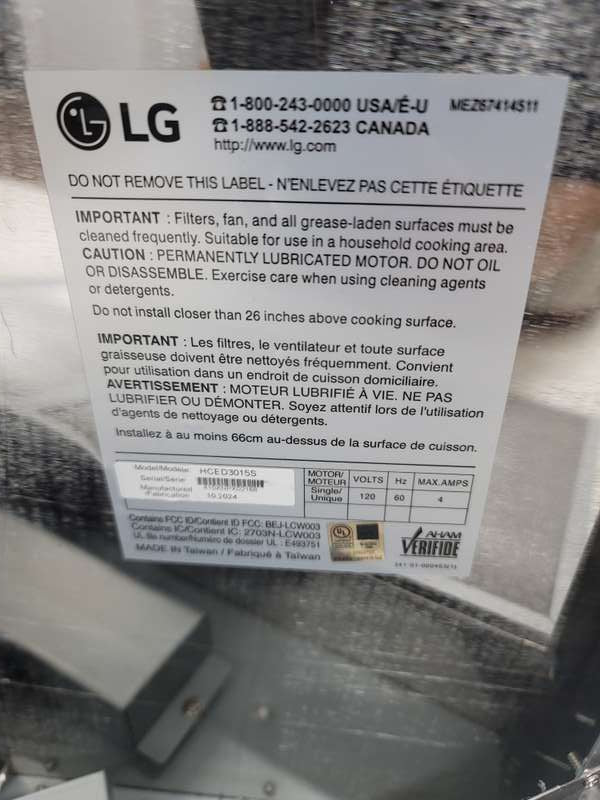 LG
☎1-800-243-0000 USA/É-U
MEZ67414511
☎1-888-542-2623 CANADA
http://www.lg.com
DO NOT REMOVE THIS LABEL - N'ENLEVEZ PAS CETTE ÉTIQUETTE
IMPORTANT : Filters, fan, and all grease-laden surfaces must be
cleaned frequently. Suitable for use in a household cooking area.
CAUTION : PERMANENTLY LUBRICATED MOTOR. DO NOT OIL
OR DISASSEMBLE. Exercise care when using cleaning agents
or detergents.
Do not install closer than 26 inches above cooking surface.
IMPORTANT : Les filtres, le ventilateur et toute surface
graisseuse doivent être nettoyés fréquemment. Convient
pour utilisation dans un endroit de cuisson domiciliaire.
AVERTISSEMENT : MOTEUR LUBRIFIÉ À VIE. NE PAS
LUBRIFIER OU DÉMONTER. Soyez attentif lors de l'utilisation
d'agents de nettoyage ou détergents.
Installez à au moins 66cm au-dessus de la surface de cuisson.
Model/Modèle: HCED3015S
Serial/Série:
Manufactured
/Fabrication: 10.2024
MOTOR/ MOTEUR VOLTS Hz MAX.AMPS
Single/ Unique 120 60 4
Contains FCC ID/Contient ID FCC: BEJ-LCW003
Contains IC/Contient IC: 2703N-LCW003
UL file number/Numéro de dossier UL : E493751
MADE IN Taiwan / Fabriqué à Taiwan
UL
AHAM
VERIFIDE